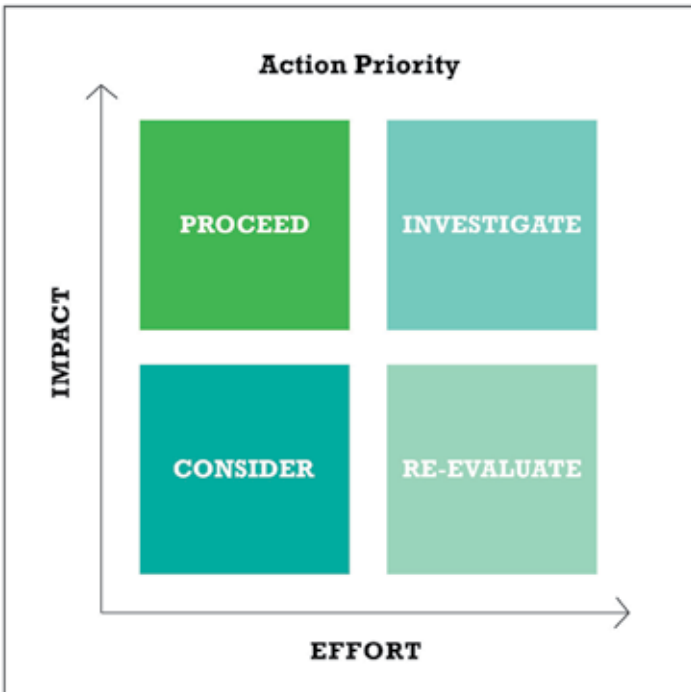 Action Priority
PROCEED
INVESTIGATE
IMPACT
CONSIDER
RE-EVALUATE
EFFORT